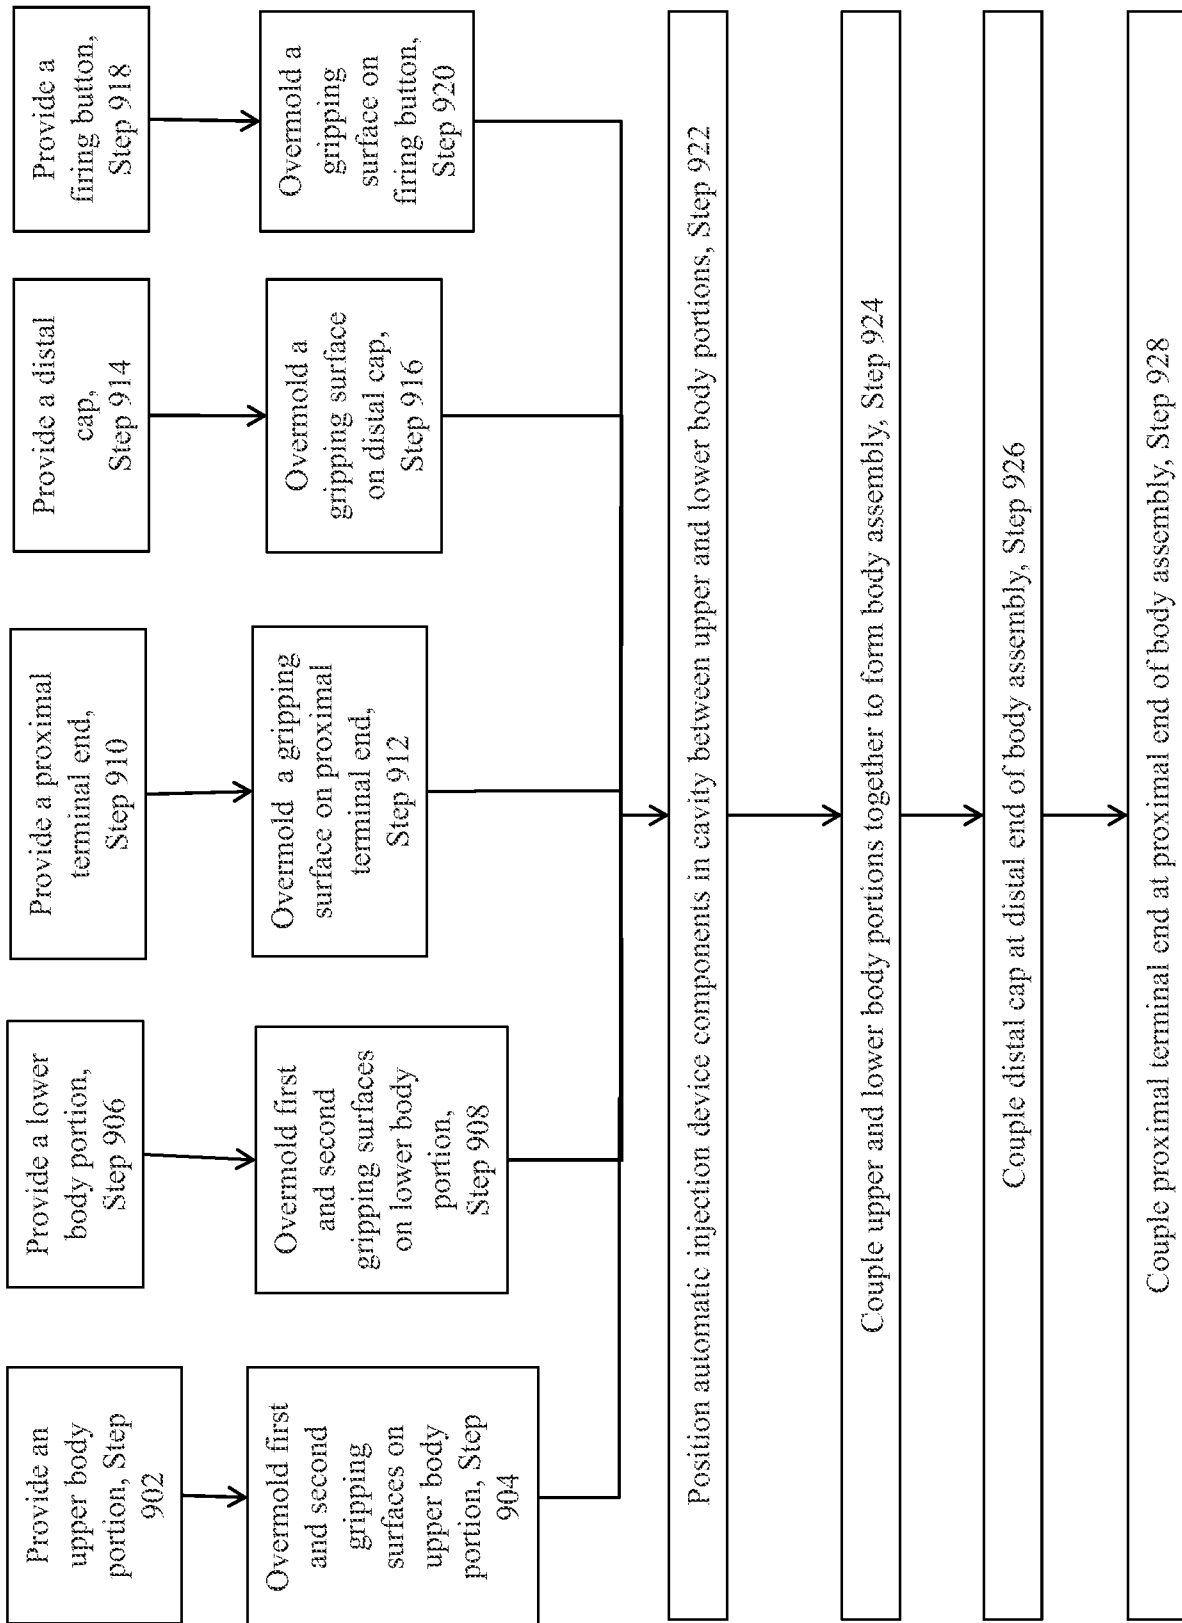 Provide an
upper body
portion, Step
902
Overmold first
and second
gripping
surfaces on
upper body
portion, Step
904
Provide a lower
body portion,
Step 906
Overmold first
and second
gripping surfaces
on lower body
portion,
Step 908
Provide a proximal
terminal end,
Step 910
Overmold a gripping
surface on proximal
terminal end,
Step 912
Provide a distal
cap,
Step 914
Overmold a
gripping surface
on distal cap,
Step 916
Provide a
firing button,
Step 918
Overmold a
gripping
surface on
firing button,
Step 920
Position automatic injection device components in cavity between upper and lower body portions, Step 922
Couple upper and lower body portions together to form body assembly, Step 924
Couple distal cap at distal end of body assembly, Step 926
Couple proximal terminal end at proximal end of body assembly, Step 928